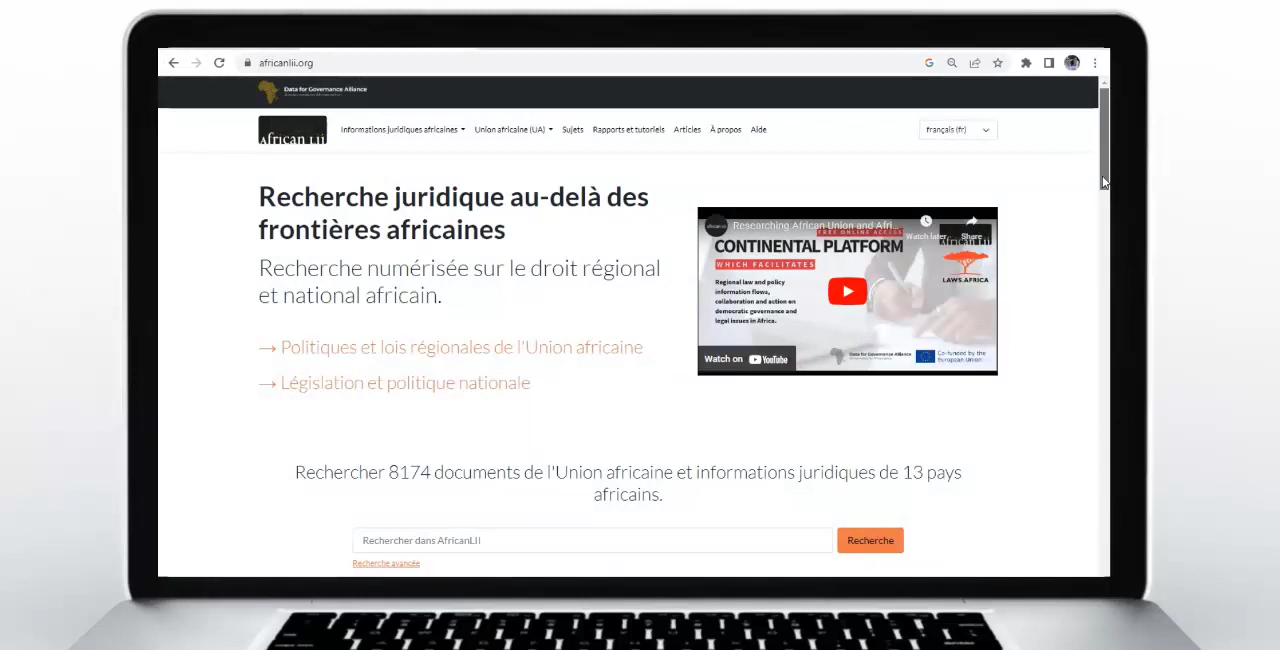 africanlii.org
Data for Governance Alliance
African LII
Informations juridiques africaines
Union africaine (UA)
Sujets
Rapports et tutoriels
Articles
À propos
Aide
français (fr)
Recherche juridique au-delà des
frontières africaines
Recherche numérisée sur le droit régional
et national africain.
→ Politiques et lois régionales de l'Union africaine
→ Législation et politique nationale
Researching African Union and Afri...
Watch later
Share
FREE ONLINE ACCESS
CONTINENTAL PLATFORM
WHICH FACILITATES
Regional law and policy
information flows,
collaboration and action on
democratic governance and
legal issues in Africa.
African LII
LAWS.AFRICA
Watch on YouTube
Data for Governance Alliance
Co-funded by the
European Union
Rechercher 8174 documents de l'Union africaine et informations juridiques de 13 pays
africains.
Rechercher dans AfricanLII
Recherche
Recherche avancée